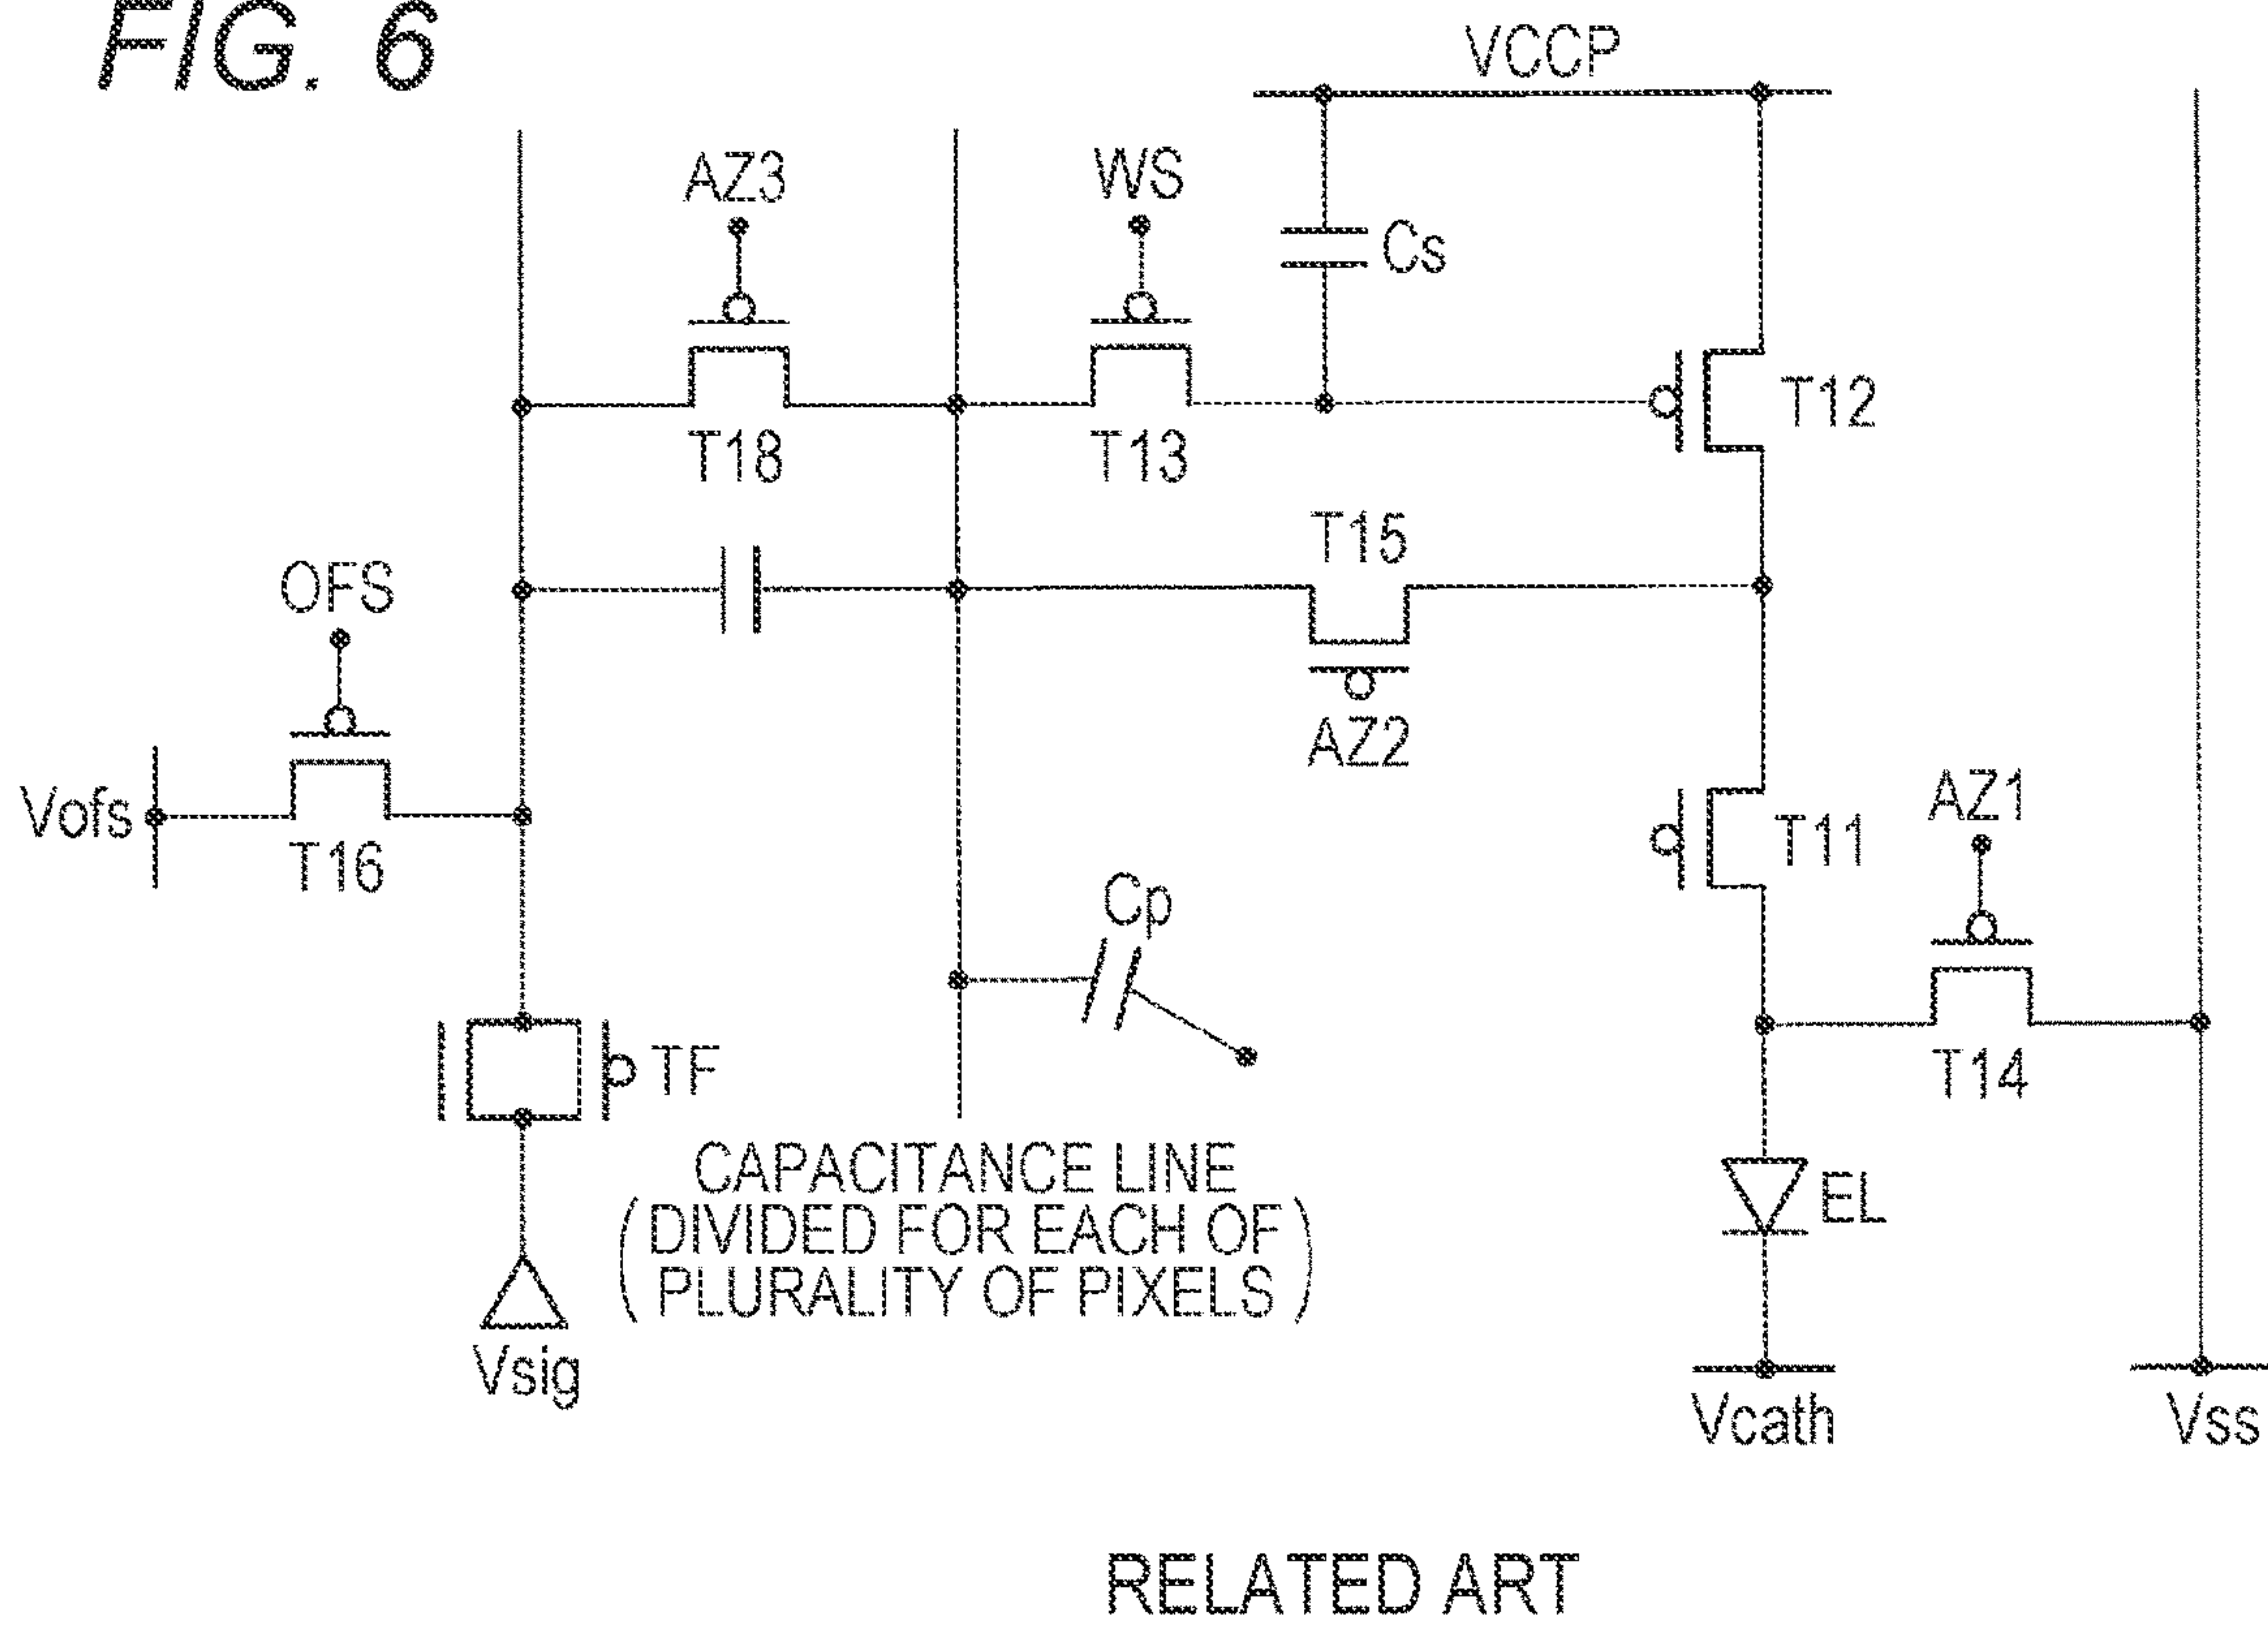 FIG. 6
VCCP
AZ3
WS
Cs
T18
T13
T12
T15
OFS
AZ2
Vofs
T16
T11
AZ1
Cp
TF
T14
CAPACITANCE LINE
(DIVIDED FOR EACH OF
PLURALITY OF PIXELS)
EL
Vsig
Vcath
Vss
RELATED ART